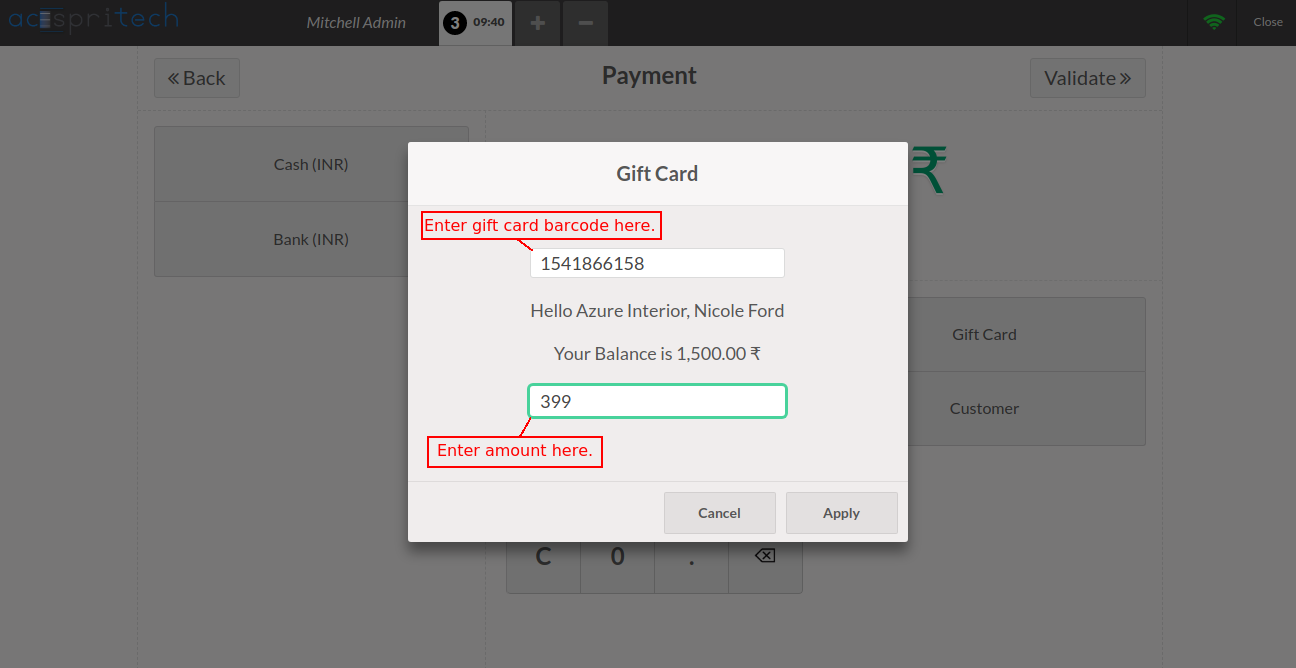 acespritech
Mitchell Admin
3 09:40
Close
Back
Payment
Validate
Cash (INR)
₹
Gift Card
Enter gift card barcode here.
1541866158
Bank (INR)
Hello Azure Interior, Nicole Ford
Gift Card
Your Balance is 1,500.00 ₹
399
Customer
Enter amount here.
Cancel
Apply
C 0 .